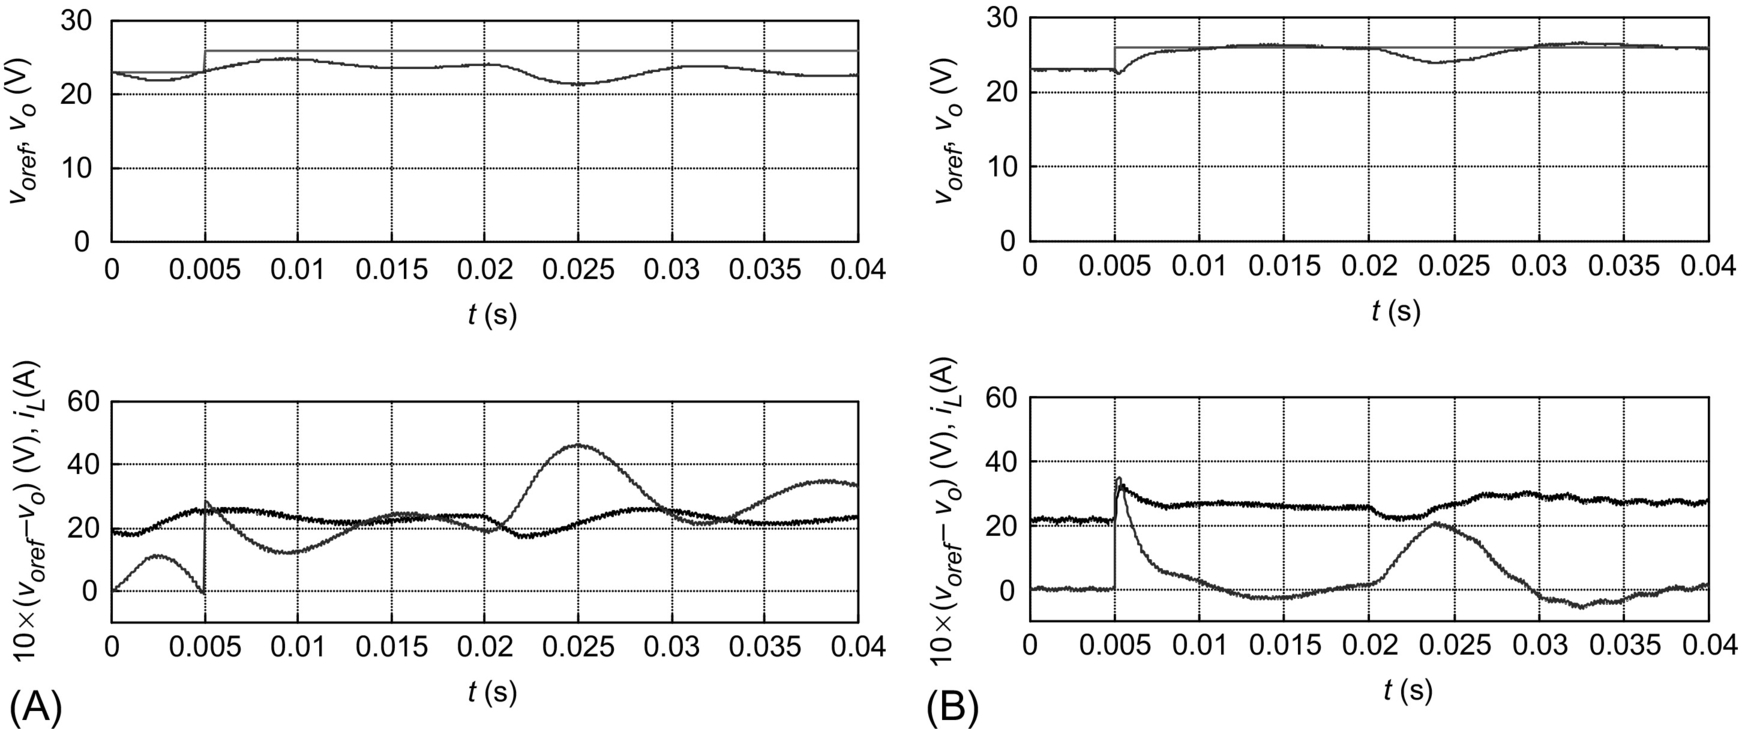 30
20
10
0
v_oref, v_o (V)
0 0.005 0.01 0.015 0.02 0.025 0.03 0.035 0.04
t (s)
60
40
20
0
10×(v_oref−v_o) (V), i_L(A)
0 0.005 0.01 0.015 0.02 0.025 0.03 0.035 0.04
t (s)
(A)
30
20
10
0
v_oref, v_o (V)
0 0.005 0.01 0.015 0.02 0.025 0.03 0.035 0.04
t (s)
60
40
20
0
10×(v_oref− v_o) (V), i_L(A)
0 0.005 0.01 0.015 0.02 0.025 0.03 0.035 0.04
t (s)
(B)